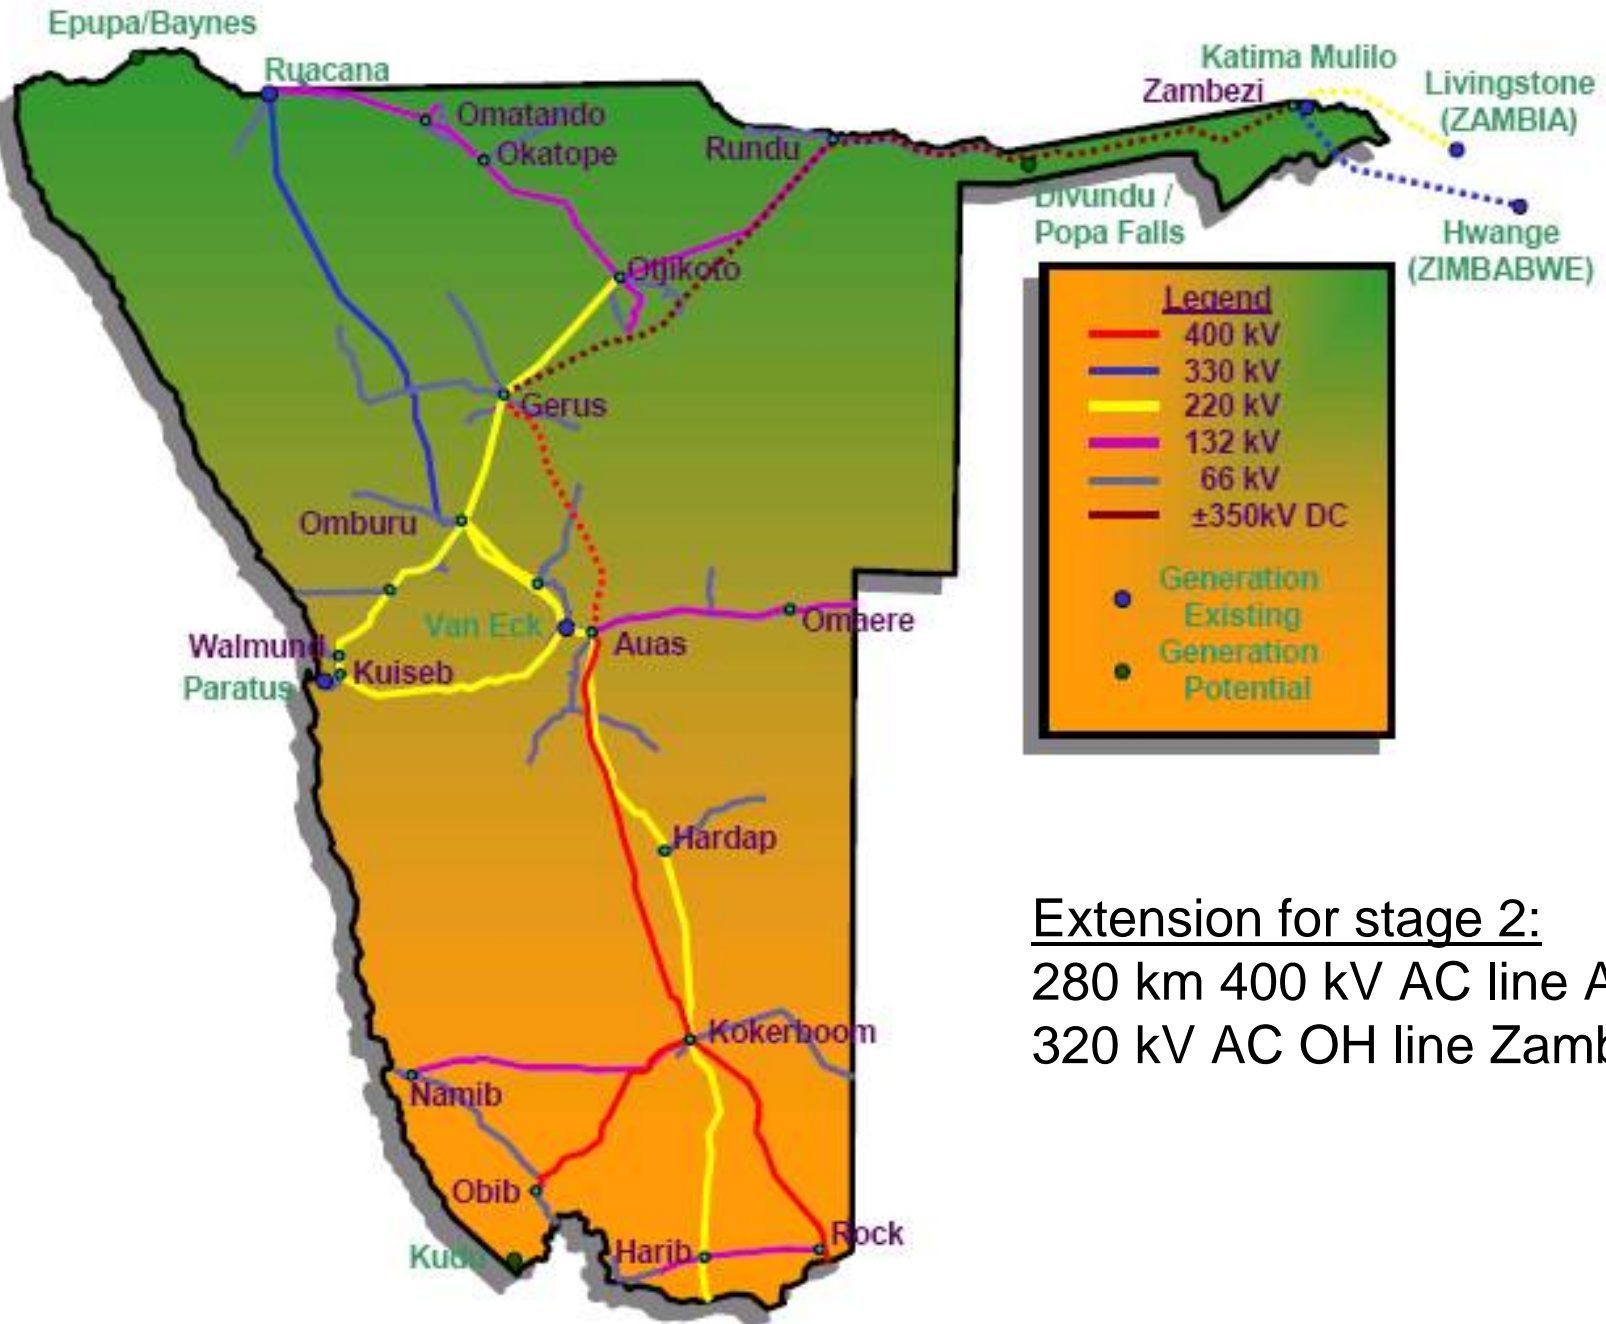 Epupa/Baynes
Ruacana
Katima Mulilo
Zambezi
Livingstone
(ZAMBIA)
Omatando
Okatope
Rundu
Divundu /
Popa Falls
Hwange
(ZIMBABWE)
Otjikoto
Gerus
Legend
400 kV
330 kV
220 kV
132 kV
66 kV
±350kV DC
Generation
Existing
Generation
Potential
Omburu
Van Eck
Omaere
Auas
Walmund
Kuiseb
Paratus
Hardap
Extension for stage 2:
280 km 400 kV AC line
320 kV AC OH line
Kokerboom
Namib
Obib
Rock
Harib